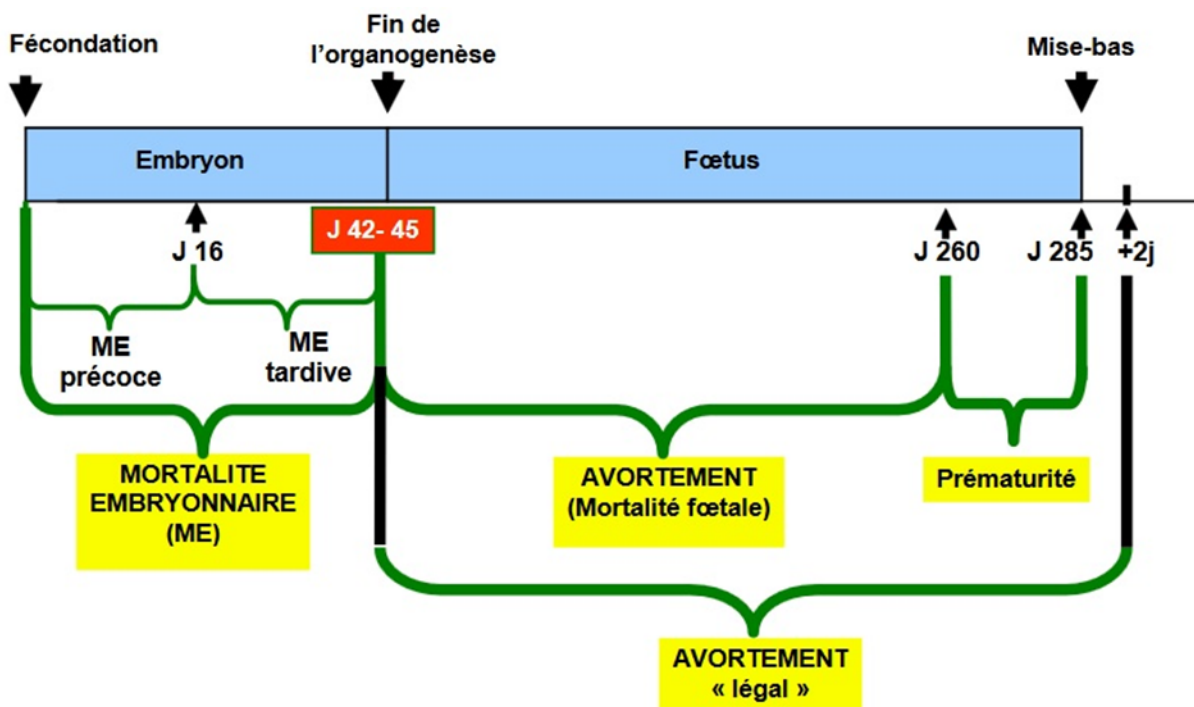 Fécondation
Fin de
l'organogenèse
Mise-bas
Embryon
Fœtus
J 16
J 42- 45
J 260
J 285
+2j
ME
précoce
ME
tardive
MORTALITE
EMBRYONNAIRE
(ME)
AVORTEMENT
(Mortalité fœtale)
Prématurité
AVORTEMENT
« légal »